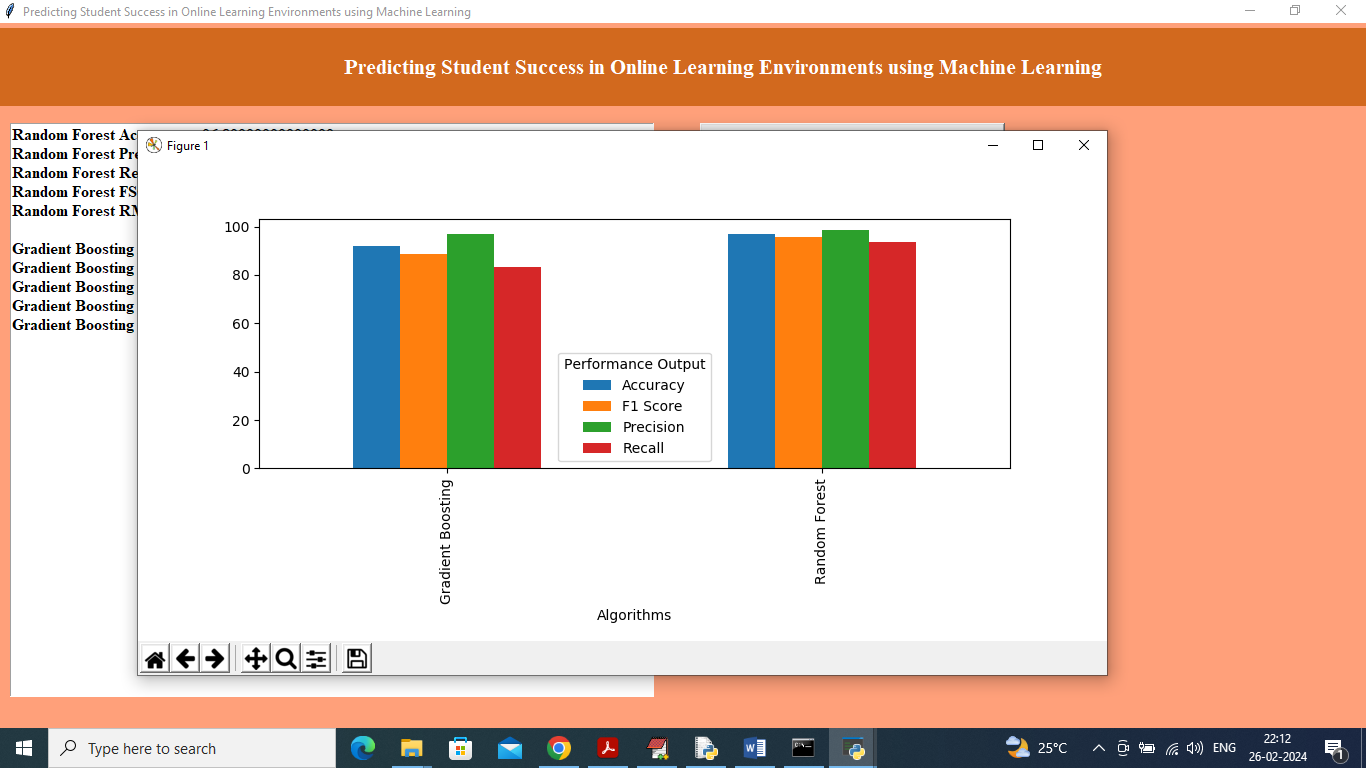 Predicting Student Success in Online Learning Environments using Machine Learning
Predicting Student Success in Online Learning Environments using Machine Learning
Random Forest
Random Forest
Random Forest
Random Forest
Random Forest
Gradient Boosting
Gradient Boosting
Gradient Boosting
Gradient Boosting
Gradient Boosting
Figure 1
100
80
60
40
20
0
Performance Output
Accuracy
F1 Score
Precision
Recall
Gradient Boosting
Random Forest
Algorithms
Type here to search
25°C
ENG
22:12
26-02-2024
1